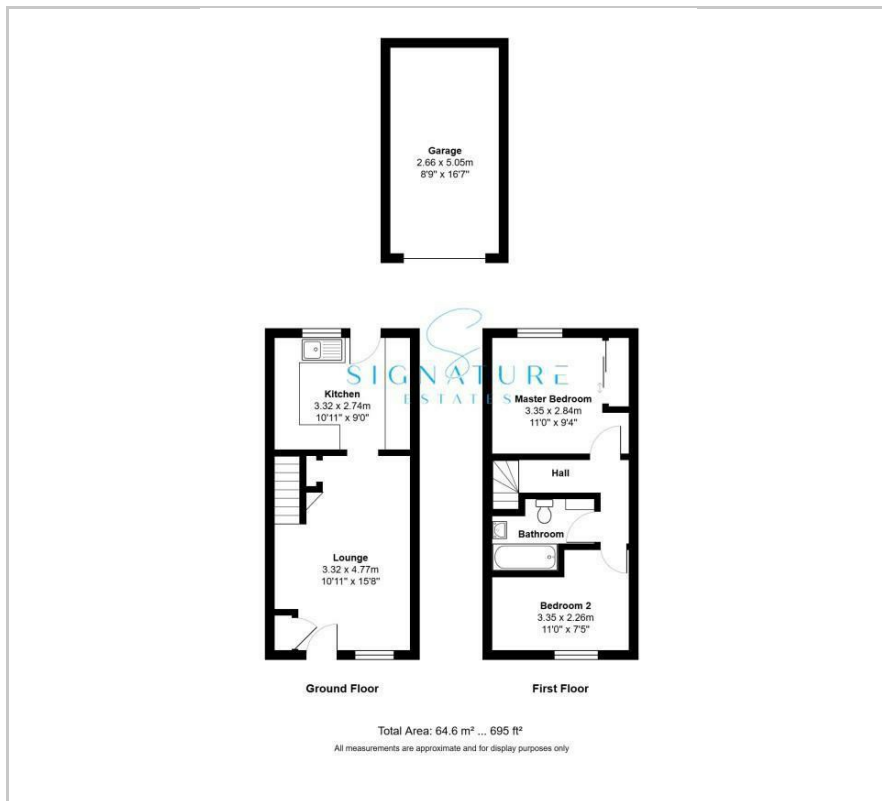 Garage
2.66 x 5.05m
8'9" x 16'7"
SIGNATURE
ESTATES
Kitchen
3.32 x 2.74m
10'11" x 9'0"
Master Bedroom
3.35 x 2.84m
11'0" x 9'4"
Hall
Bathroom
Lounge
3.32 x 4.77m
10'11" x 15'8"
Bedroom 2
3.35 x 2.26m
11'0" x 7'5"
Ground Floor
First Floor
Total Area: 64.6 m² ... 695 ft²
All measurements are approximate and for display purposes only